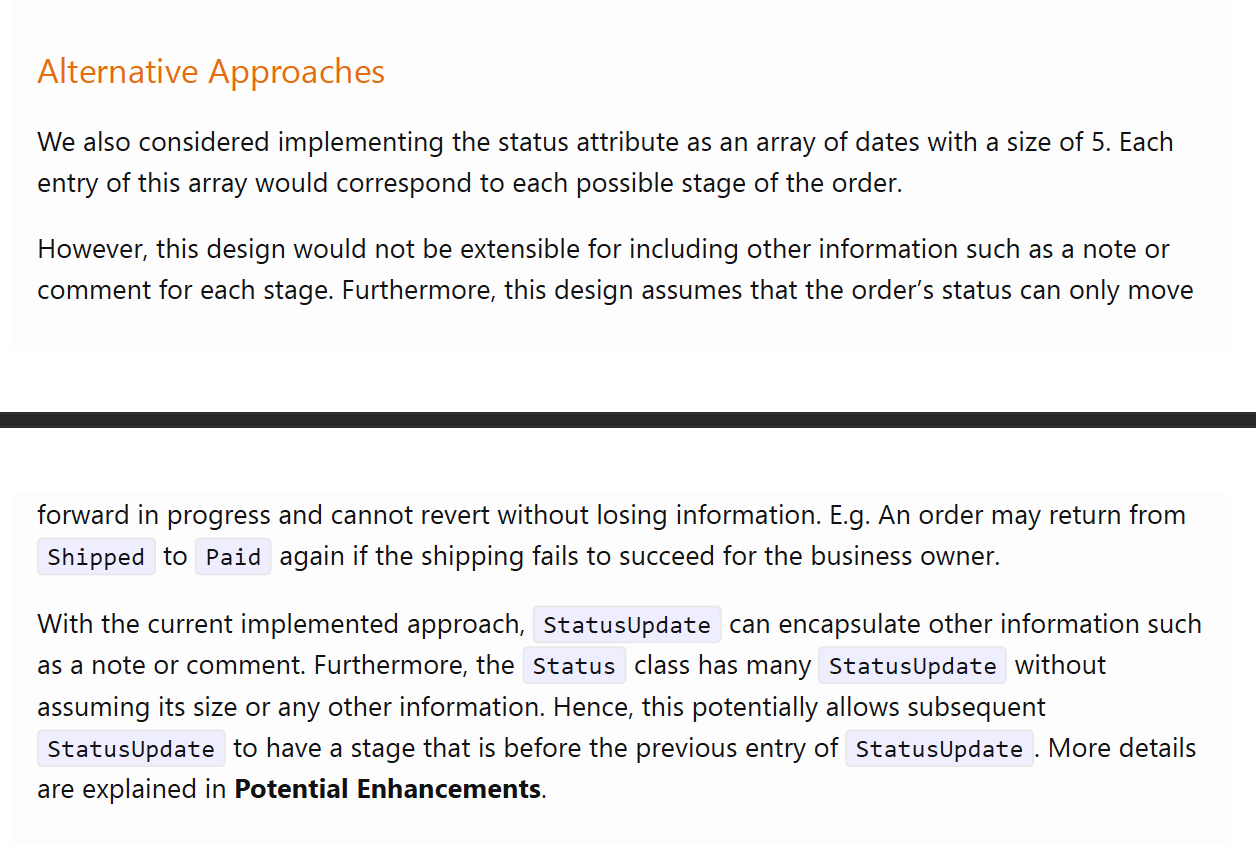 Alternative Approaches
We also considered implementing the status attribute as an array of dates with a size of 5. Each
entry of this array would correspond to each possible stage of the order.
However, this design would not be extensible for including other information such as a note or
comment for each stage. Furthermore, this design assumes that the order’s status can only move
forward in progress and cannot revert without losing information. E.g. An order may return from
Shipped to Paid again if the shipping fails to succeed for the business owner.
With the current implemented approach, StatusUpdate can encapsulate other information such
as a note or comment. Furthermore, the Status class has many StatusUpdate without
assuming its size or any other information. Hence, this potentially allows subsequent
StatusUpdate to have a stage that is before the previous entry of StatusUpdate. More details
are explained in Potential Enhancements.